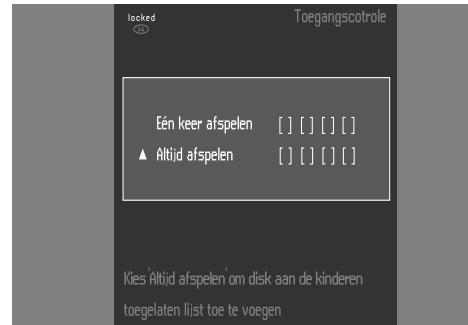 locked
Toegangscotrole
Eén keer afspelen [ ] [ ] [ ] [ ]
▲ Altijd afspelen [ ] [ ] [ ] [ ]
Kies 'Altijd afspelen' om disk aan de kinderen
toegelaten lijst toe te voegen